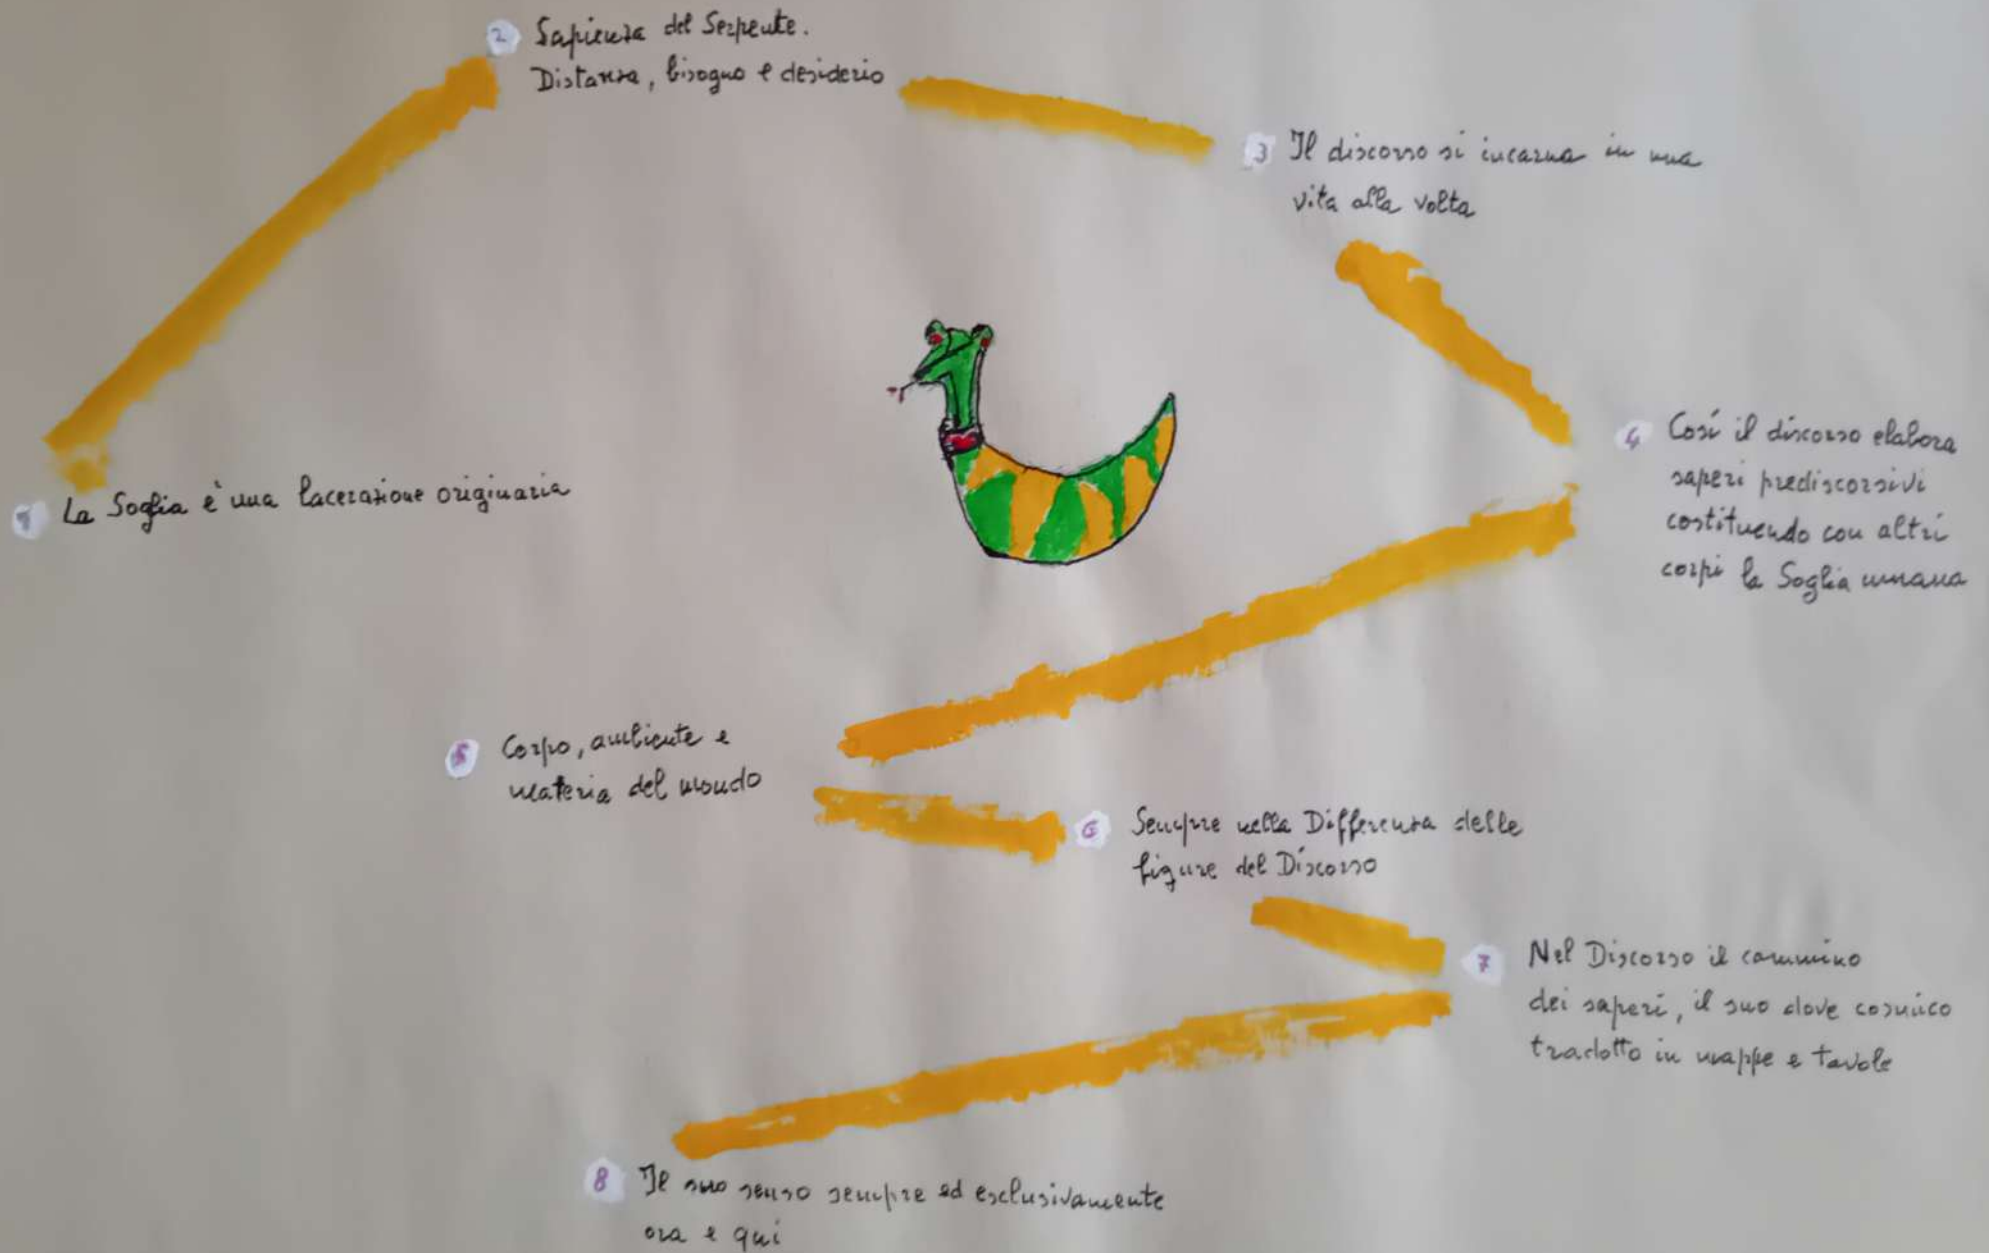 1 La Soglia è una lacerazione originaria
2 Sapienza del Serpente.
Distanza, bisogno e desiderio
3 Il discorso si incarna in una
vita alla volta
4 Così il discorso elabora
saperi prediscorsivi
costituendo con altri
corpi la Soglia umana
5 Corpo, ambiente e
materia del mondo
6 Sempre nella Differenza delle
figure del Discorso
7 Nel Discorso il cammino
dei saperi, il suo dove cosmico
tradotto in mappe e tavole
8 Il suo senso sempre ed esclusivamente
ora e qui